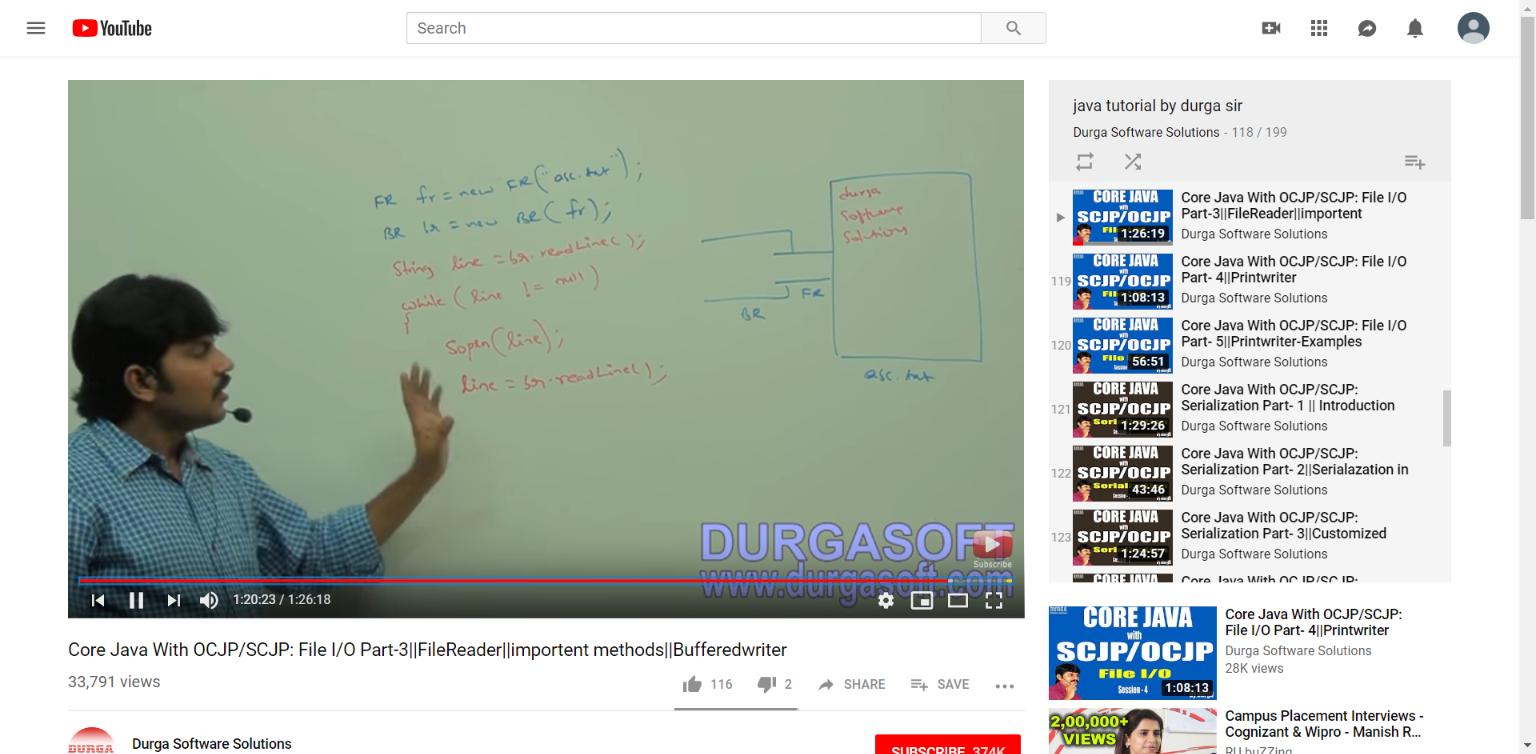 YouTube
Search
FR fr = new FR("asc.txt");
BR br = new BR(fr);
String line = br.readLine();
while( line != null)
{
Sopln(line);
line = br.readLine();
durga
Software
Solutions
FR
BR
asc.txt
DURGASOFT
www.durgasoft.com
Subscribe
1:20:23 / 1:26:18
Core Java With OCJP/SCJP: File I/O Part-3||FileReader||importent methods||Bufferedwriter
33,791 views
116
2
SHARE
SAVE
DURGA
Durga Software Solutions
SUBSCRIBE 374K
java tutorial by durga sir
Durga Software Solutions - 118 / 199
CORE JAVA
with
SCJP/OCJP
1:26:19
Core Java With OCJP/SCJP: File I/O
Part-3||FileReader||importent
Durga Software Solutions
119
CORE JAVA
with
SCJP/OCJP
1:08:13
Core Java With OCJP/SCJP: File I/O
Part- 4||Printwriter
Durga Software Solutions
120
CORE JAVA
with
SCJP/OCJP
File
56:51
Core Java With OCJP/SCJP: File I/O
Part- 5||Printwriter-Examples
Durga Software Solutions
121
CORE JAVA
with
SCJP/OCJP
1:29:26
Core Java With OCJP/SCJP:
Serialization Part- 1 || Introduction
Durga Software Solutions
122
CORE JAVA
with
SCJP/OCJP
43:46
Core Java With OCJP/SCJP:
Serialization Part- 2||Serialazation in
Durga Software Solutions
123
CORE JAVA
with
SCJP/OCJP
1:24:57
Core Java With OCJP/SCJP:
Serialization Part- 3||Customized
Durga Software Solutions
CORE JAVA
Core Java With OCJP/SCJP:
CORE JAVA
with
SCJP/OCJP
File I/O
Session - 4
1:08:13
Core Java With OCJP/SCJP:
File I/O Part- 4||Printwriter
Durga Software Solutions
28K views
2,00,000+
VIEWS
Campus Placement Interviews -
Cognizant & Wipro - Manish R...
RU buZZing